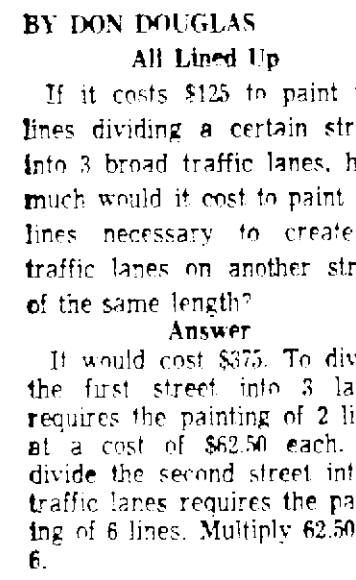 BY DON DOUGLAS
All Lined Up
If it costs $125 to paint
lines dividing a certain str
into 3 broad traffic lanes, h
much would it cost to paint
lines necessary to create
traffic lanes on another str
of the same length?
Answer
It would cost $375. To div
the first street into 3 la
requires the painting of 2 li
at a cost of $62.50 each.
divide the second street int
traffic lanes requires the pa
ing of 6 lines. Multiply 62.50
6.